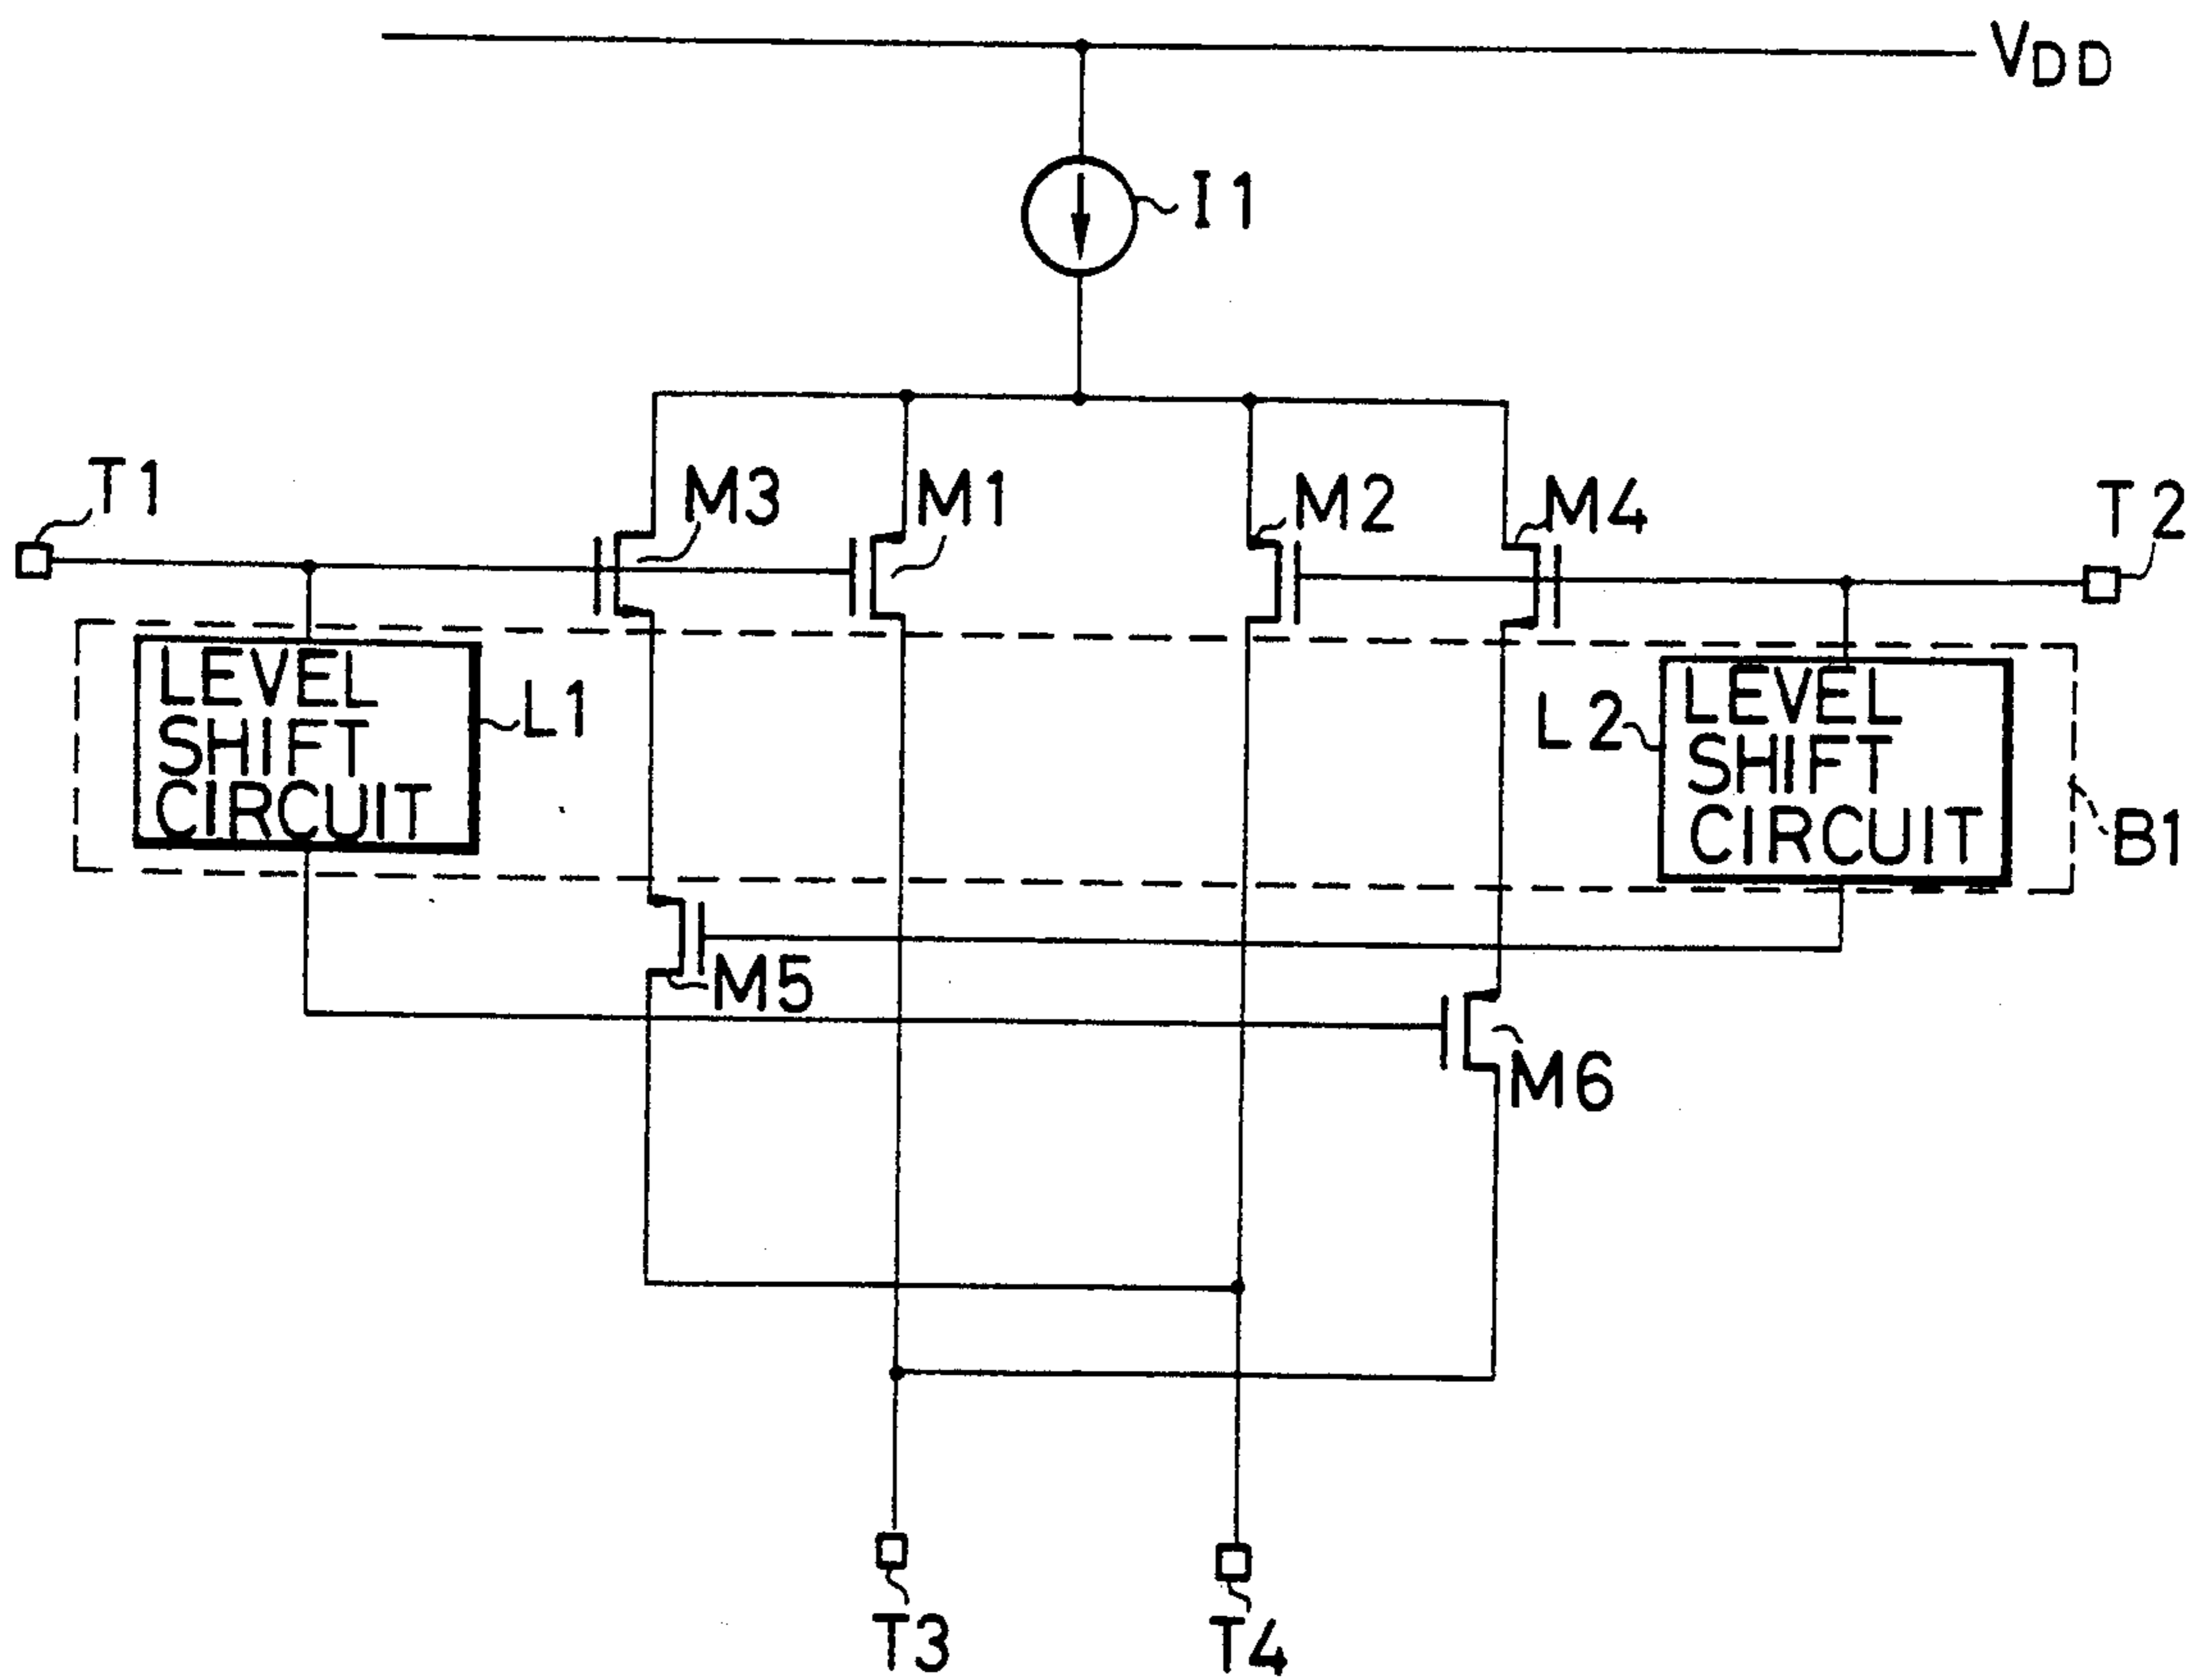 VDD
I1
T1
M3
M1
M2
M4
T2
LEVEL
SHIFT
CIRCUIT
L1
L2
LEVEL
SHIFT
CIRCUIT
B1
M5
M6
T3
T4